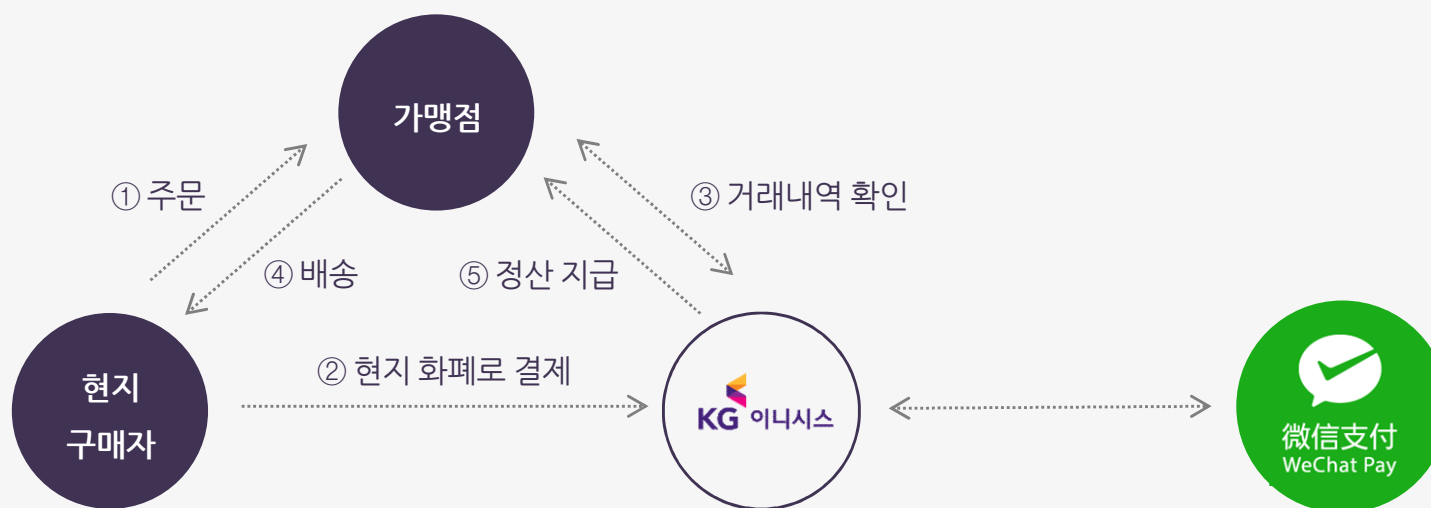 가맹점
① 주문
③ 거래내역 확인
④ 배송
⑤ 정산 지급
② 현지 화폐로 결제
현지
구매자
KG 이니시스
微信支付
WeChat Pay